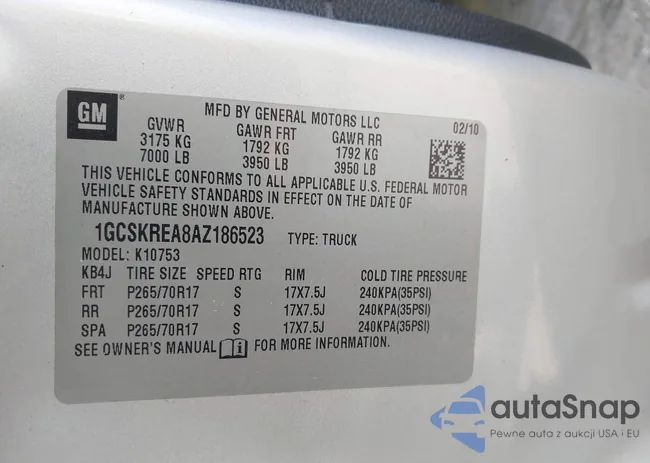 GM
MFD BY GENERAL MOTORS LLC
02/10
GVWR GAWR FRT GAWR RR
3175 KG 1792 KG 1792 KG
7000 LB 3950 LB 3950 LB
THIS VEHICLE CONFORMS TO ALL APPLICABLE U.S. FEDERAL MOTOR
VEHICLE SAFETY STANDARDS IN EFFECT ON THE DATE OF
MANUFACTURE SHOWN ABOVE.
1GCSKREA8AZ186523 TYPE: TRUCK
MODEL: K10753
KB4J TIRE SIZE SPEED RTG RIM COLD TIRE PRESSURE
FRT P265/70R17 S 17X7.5J 240KPA(35PSI)
RR P265/70R17 S 17X7.5J 240KPA(35PSI)
SPA P265/70R17 S 17X7.5J 240KPA(35PSI)
SEE OWNER'S MANUAL FOR MORE INFORMATION.
autaSnap
Pewne auta z aukcji USA i EU